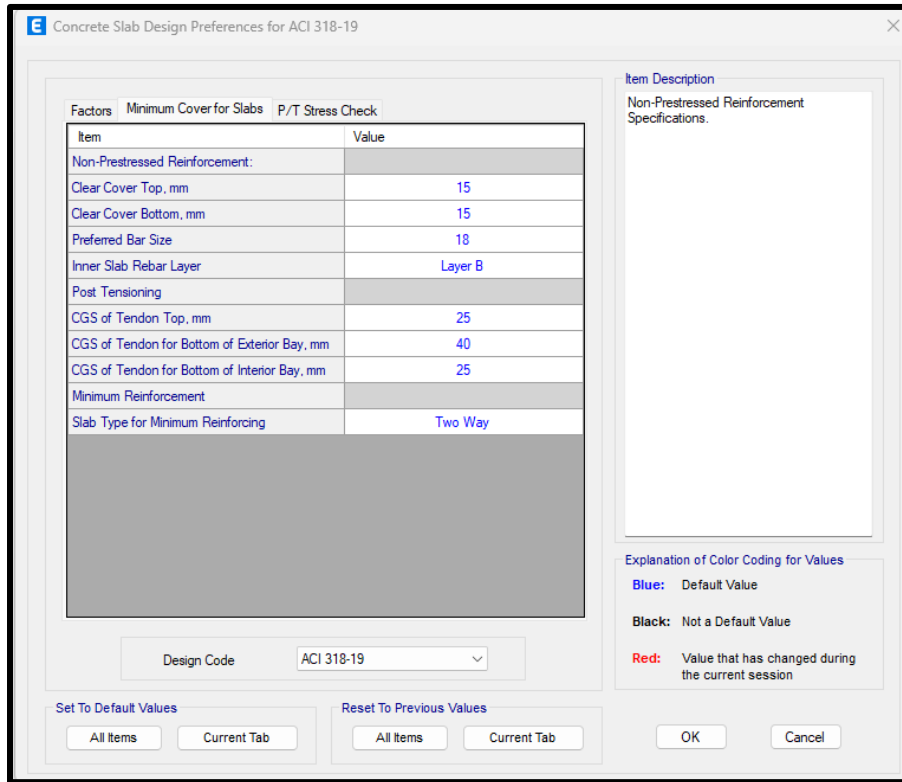 E Concrete Slab Design Preferences for ACI 318-19
Factors Minimum Cover for Slabs P/T Stress Check
Item Value
Non-Prestressed Reinforcement:
Clear Cover Top, mm 15
Clear Cover Bottom, mm 15
Preferred Bar Size 18
Inner Slab Rebar Layer Layer B
Post Tensioning
CGS of Tendon Top, mm 25
CGS of Tendon for Bottom of Exterior Bay, mm 40
CGS of Tendon for Bottom of Interior Bay, mm 25
Minimum Reinforcement
Slab Type for Minimum Reinforcing Two Way
Design Code ACI 318-19
Item Description
Non-Prestressed Reinforcement
Specifications.
Explanation of Color Coding for Values
Blue: Default Value
Black: Not a Default Value
Red: Value that has changed during
the current session
Set To Default Values
All Items Current Tab
Reset To Previous Values
All Items Current Tab
OK Cancel